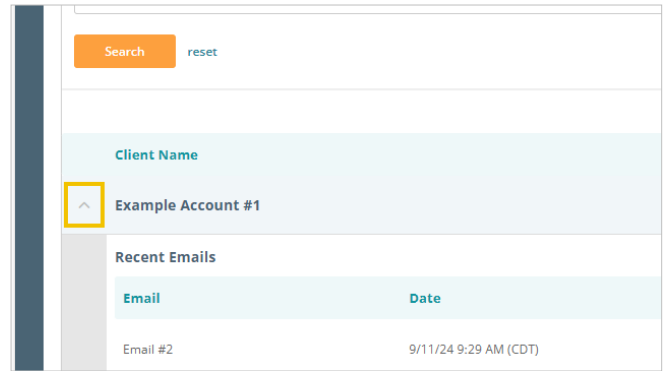 Search reset
Client Name
Example Account #1
Recent Emails
Email Date
Email #2 9/11/24 9:29 AM (CDT)